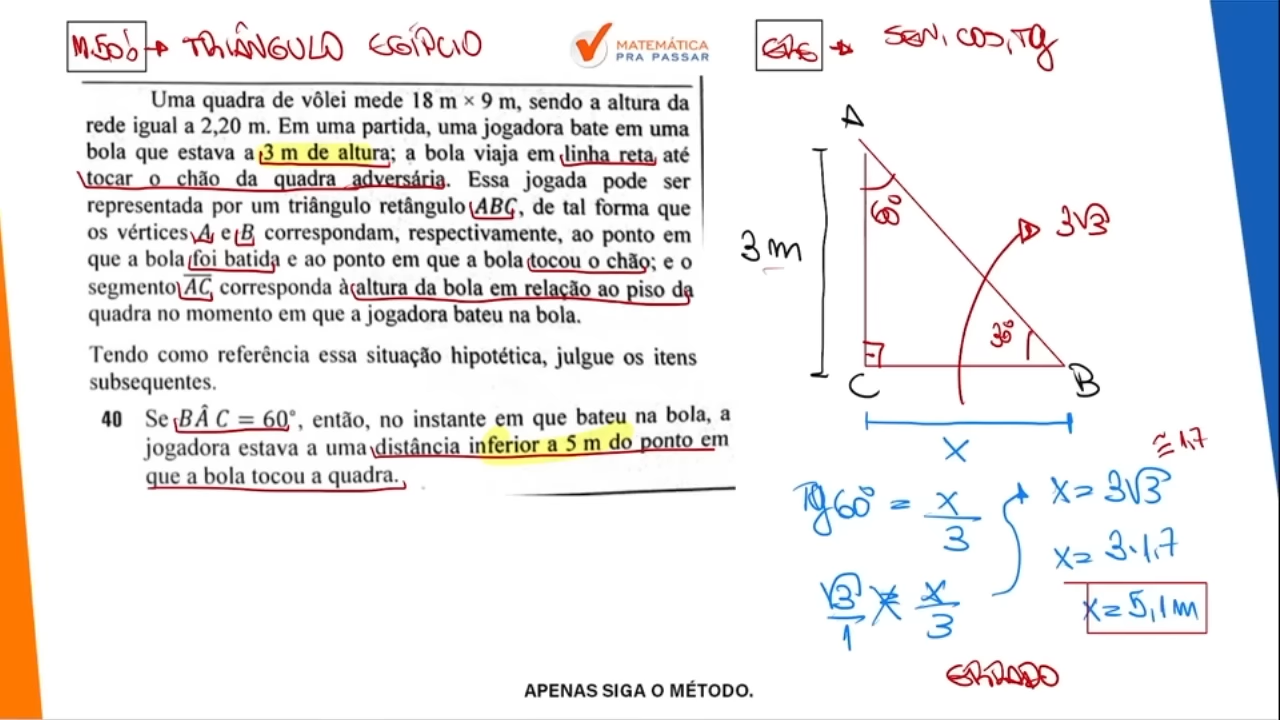 M.50% → TRIÂNGULO EGÍPCIO
MATEMÁTICA
PRA PASSAR
→ SEN, COS, Tg
Uma quadra de vôlei mede 18 m × 9 m, sendo a altura da
rede igual a 2,20 m. Em uma partida, uma jogadora bate em uma
bola que estava a 3 m de altura; a bola viaja em linha reta até
tocar o chão da quadra adversária. Essa jogada pode ser
representada por um triângulo retângulo ABC, de tal forma que
os vértices A e B correspondam, respectivamente, ao ponto em
que a bola foi batida e ao ponto em que a bola tocou o chão; e o
segmento AC corresponda à altura da bola em relação ao piso da
quadra no momento em que a jogadora bateu na bola.
Tendo como referência essa situação hipotética, julgue os itens
subsequentes.
40 Se BÂC = 60°, então, no instante em que bateu na bola, a
jogadora estava a uma distância inferior a 5 m do ponto em
que a bola tocou a quadra.
A
60°
3√3
3 m
30°
C
B
x
≅ 1,7
Tg 60° = x/3
x = 3√3
x = 3·1,7
√3/1 = x/3
x = 5,1 m
ERRADO
APENAS SIGA O MÉTODO.